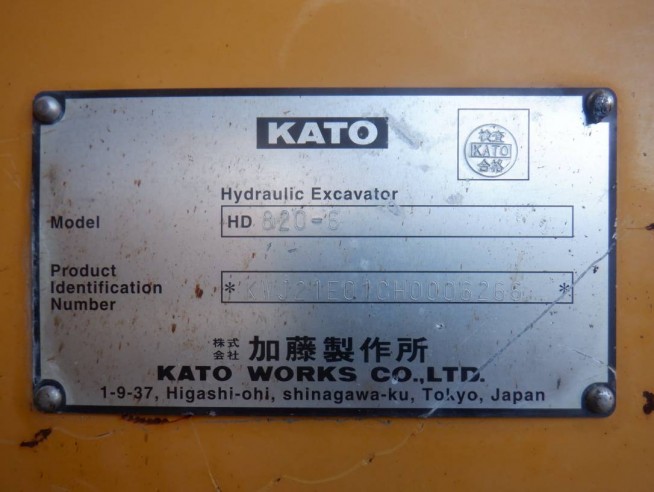 KATO
検査
KATO
合格
Hydraulic Excavator
Model HD 820-
Product
Identification
Number
株式
会社 加藤製作所
KATO WORKS CO.,LTD.
1-9-37, Higashi-ohi, shinagawa-ku, Tokyo, Japan